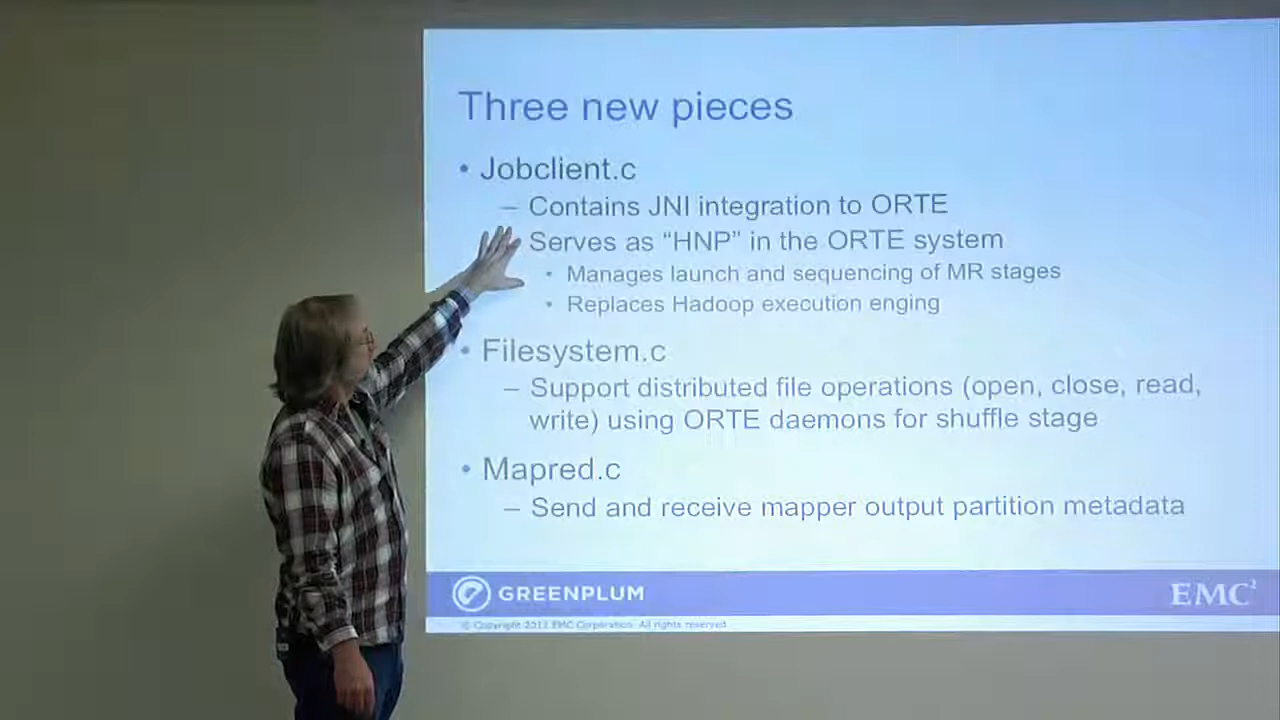 Three new pieces
• Jobclient.c
– Contains JNI integration to ORTE
Serves as “HNP” in the ORTE system
• Manages launch and sequencing of MR stages
• Replaces Hadoop execution enging
• Filesystem.c
– Support distributed file operations (open, close, read,
write) using ORTE daemons for shuffle stage
• Mapred.c
– Send and receive mapper output partition metadata
GREENPLUM
EMC²
© Copyright 2012 EMC Corporation. All rights reserved.